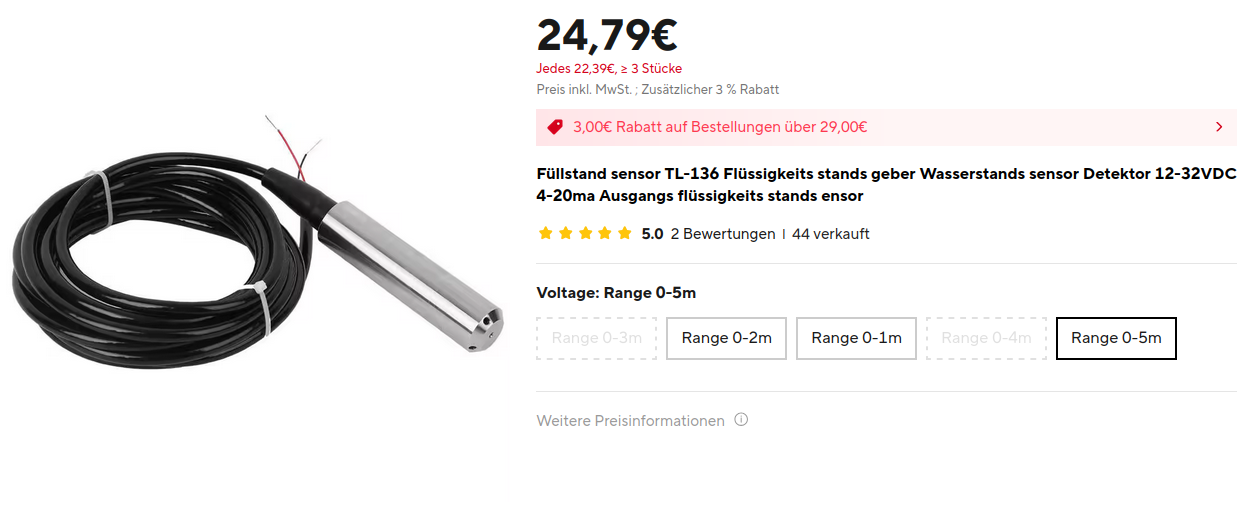 24,79€
Jedes 22,39€, ≥ 3 Stücke
Preis inkl. MwSt. ; Zusätzlicher 3 % Rabatt
3,00€ Rabatt auf Bestellungen über 29,00€
Füllstand sensor TL-136 Flüssigkeits stands geber Wasserstands sensor Detektor 12-32VDC
4-20ma Ausgangs flüssigkeits stands ensor
5.0 2 Bewertungen | 44 verkauft
Voltage: Range 0-5m
Range 0-3m Range 0-2m Range 0-1m Range 0-4m Range 0-5m
Weitere Preisinformationen